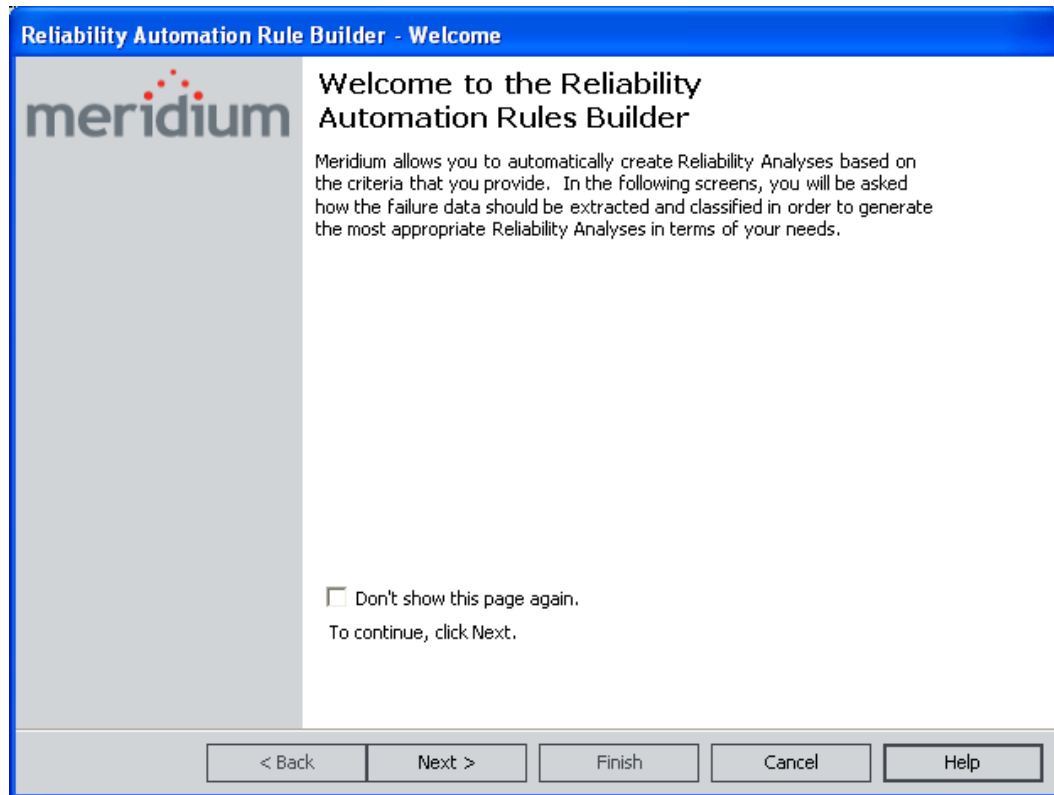 Reliability Automation Rule Builder - Welcome
meridium
Welcome to the Reliability
Automation Rules Builder
Meridium allows you to automatically create Reliability Analyses based on
the criteria that you provide. In the following screens, you will be asked
how the failure data should be extracted and classified in order to generate
the most appropriate Reliability Analyses in terms of your needs.
Don't show this page again.
To continue, click Next.
< Back
Next >
Finish
Cancel
Help